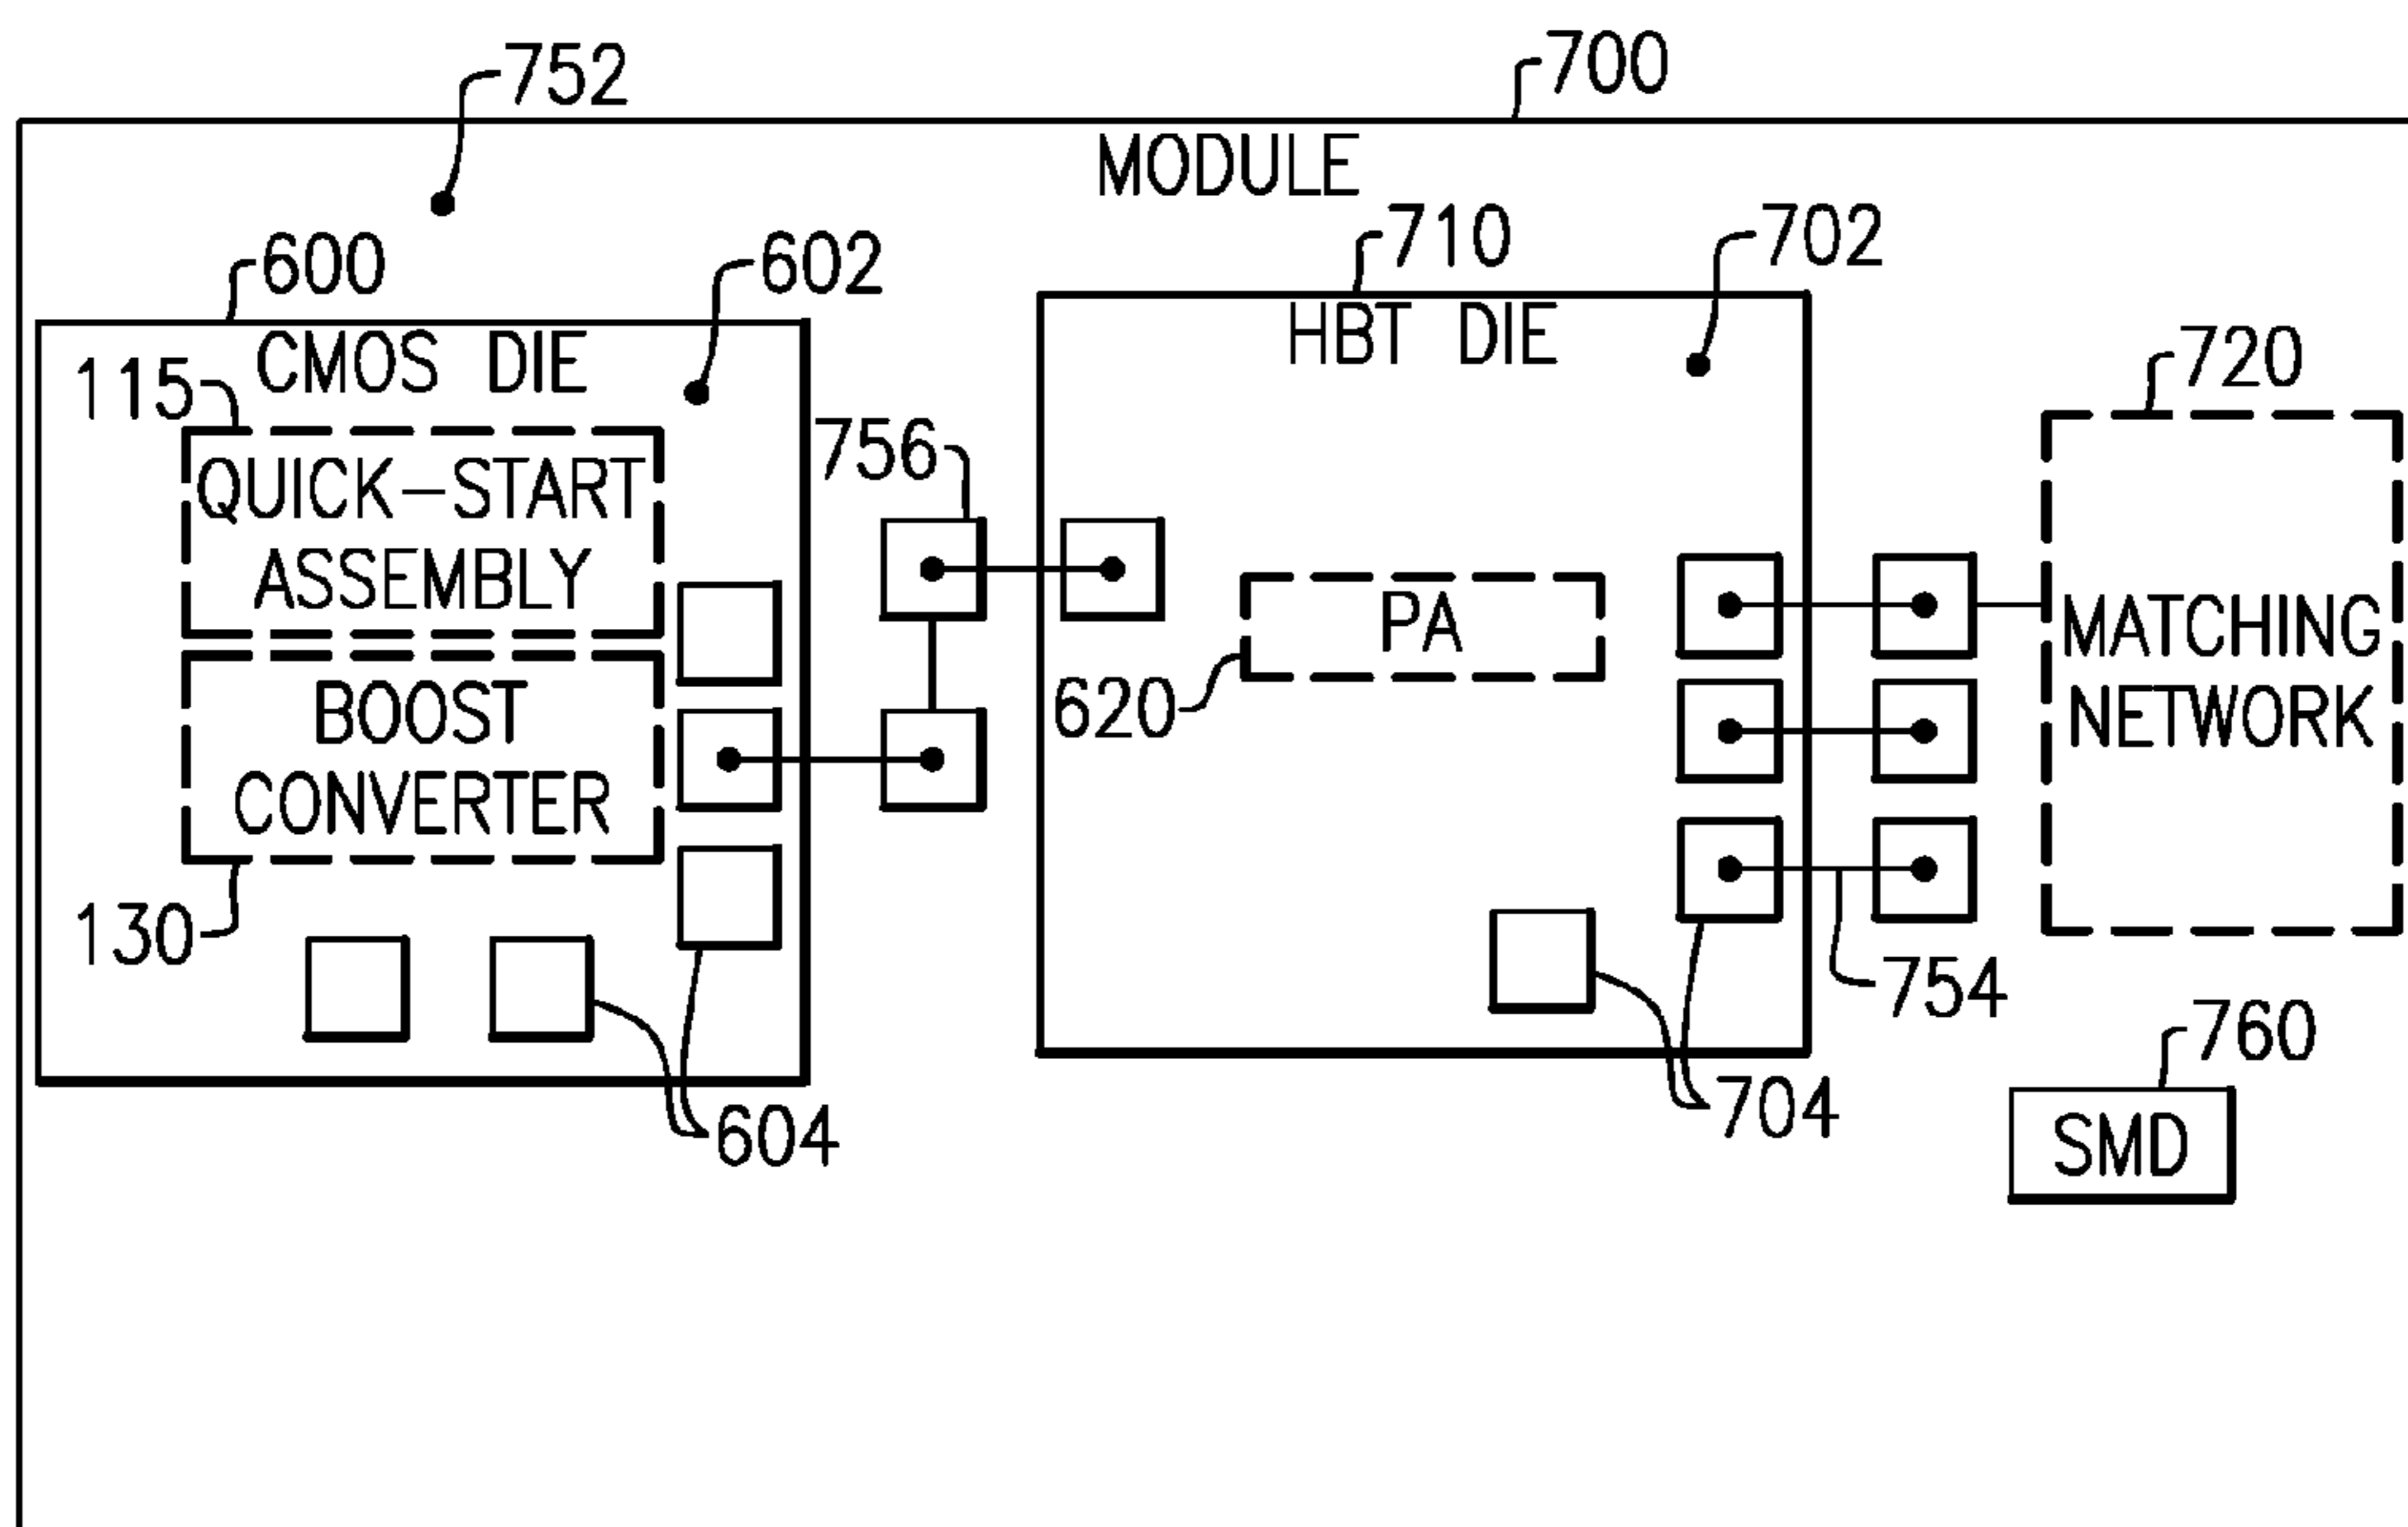 752
700
MODULE
600
602
710
702
CMOS DIE
HBT DIE
115
720
QUICK-START
ASSEMBLY
756
PA
620
MATCHING
NETWORK
BOOST
CONVERTER
130
754
760
SMD
604
704